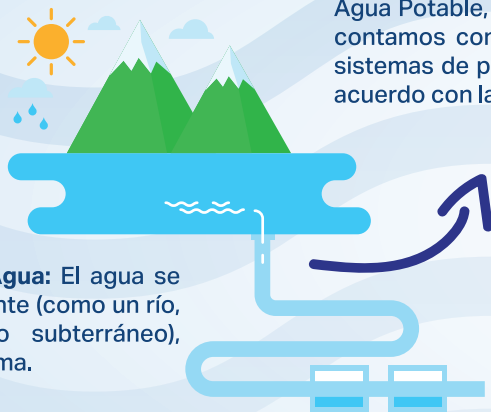 Agua Potable,
contamos con
sistemas de p
acuerdo con la
Agua: El agua se
nte (como un río,
o subterráneo),
ma.